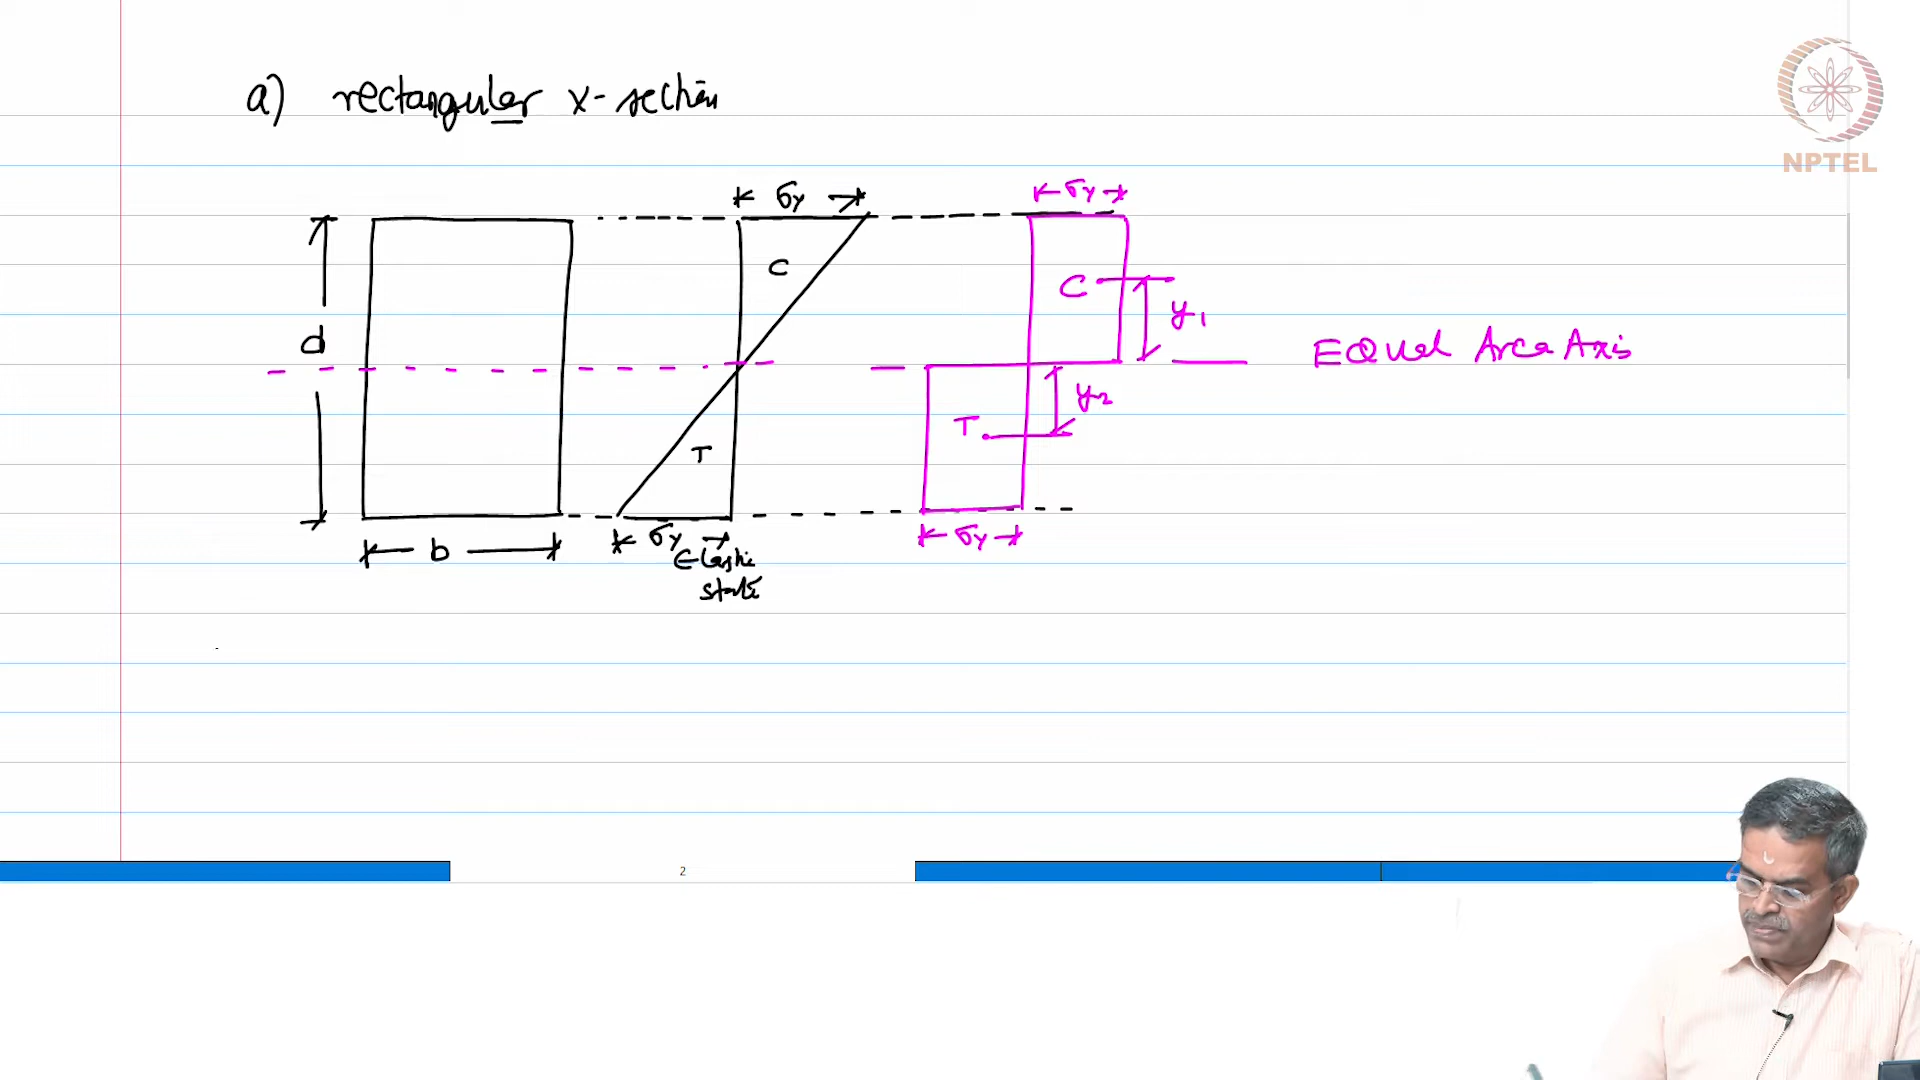 a) rectangular x-section
σy
σy
NPTEL
C
C
y1
d
Equal Area Axis
y2
T
T
b
σy
σy
Elastic
state
2